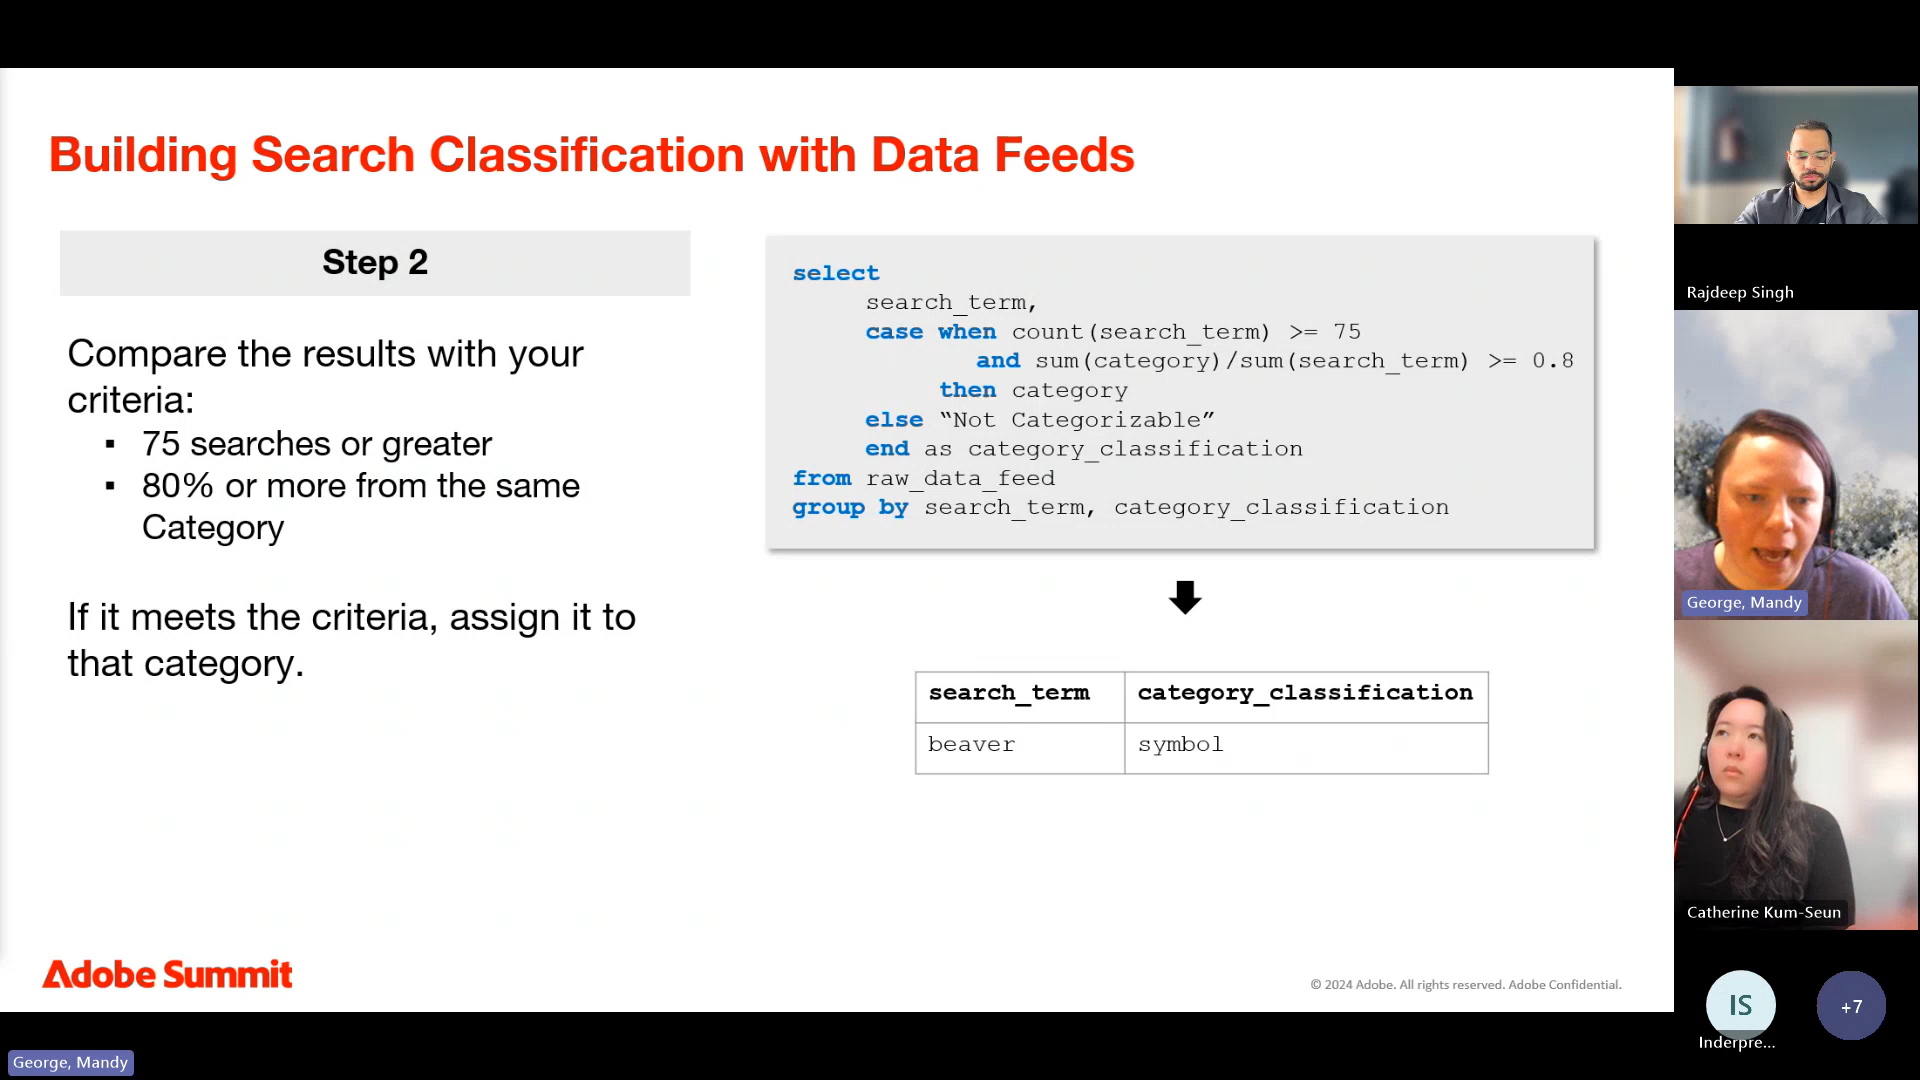 Building Search Classification with Data Feeds
Step 2
Compare the results with your
criteria:
▪ 75 searches or greater
▪ 80% or more from the same
Category
If it meets the criteria, assign it to
that category.
select
search_term,
case when count(search_term) >= 75
and sum(category)/sum(search_term) >= 0.8
then category
else “Not Categorizable”
end as category_classification
from raw_data_feed
group by search_term, category_classification
search_term category_classification
beaver symbol
Adobe Summit
© 2024 Adobe. All rights reserved. Adobe Confidential.
George, Mandy
Rajdeep Singh
George, Mandy
Catherine Kum-Seun
IS
Inderpre...
+7